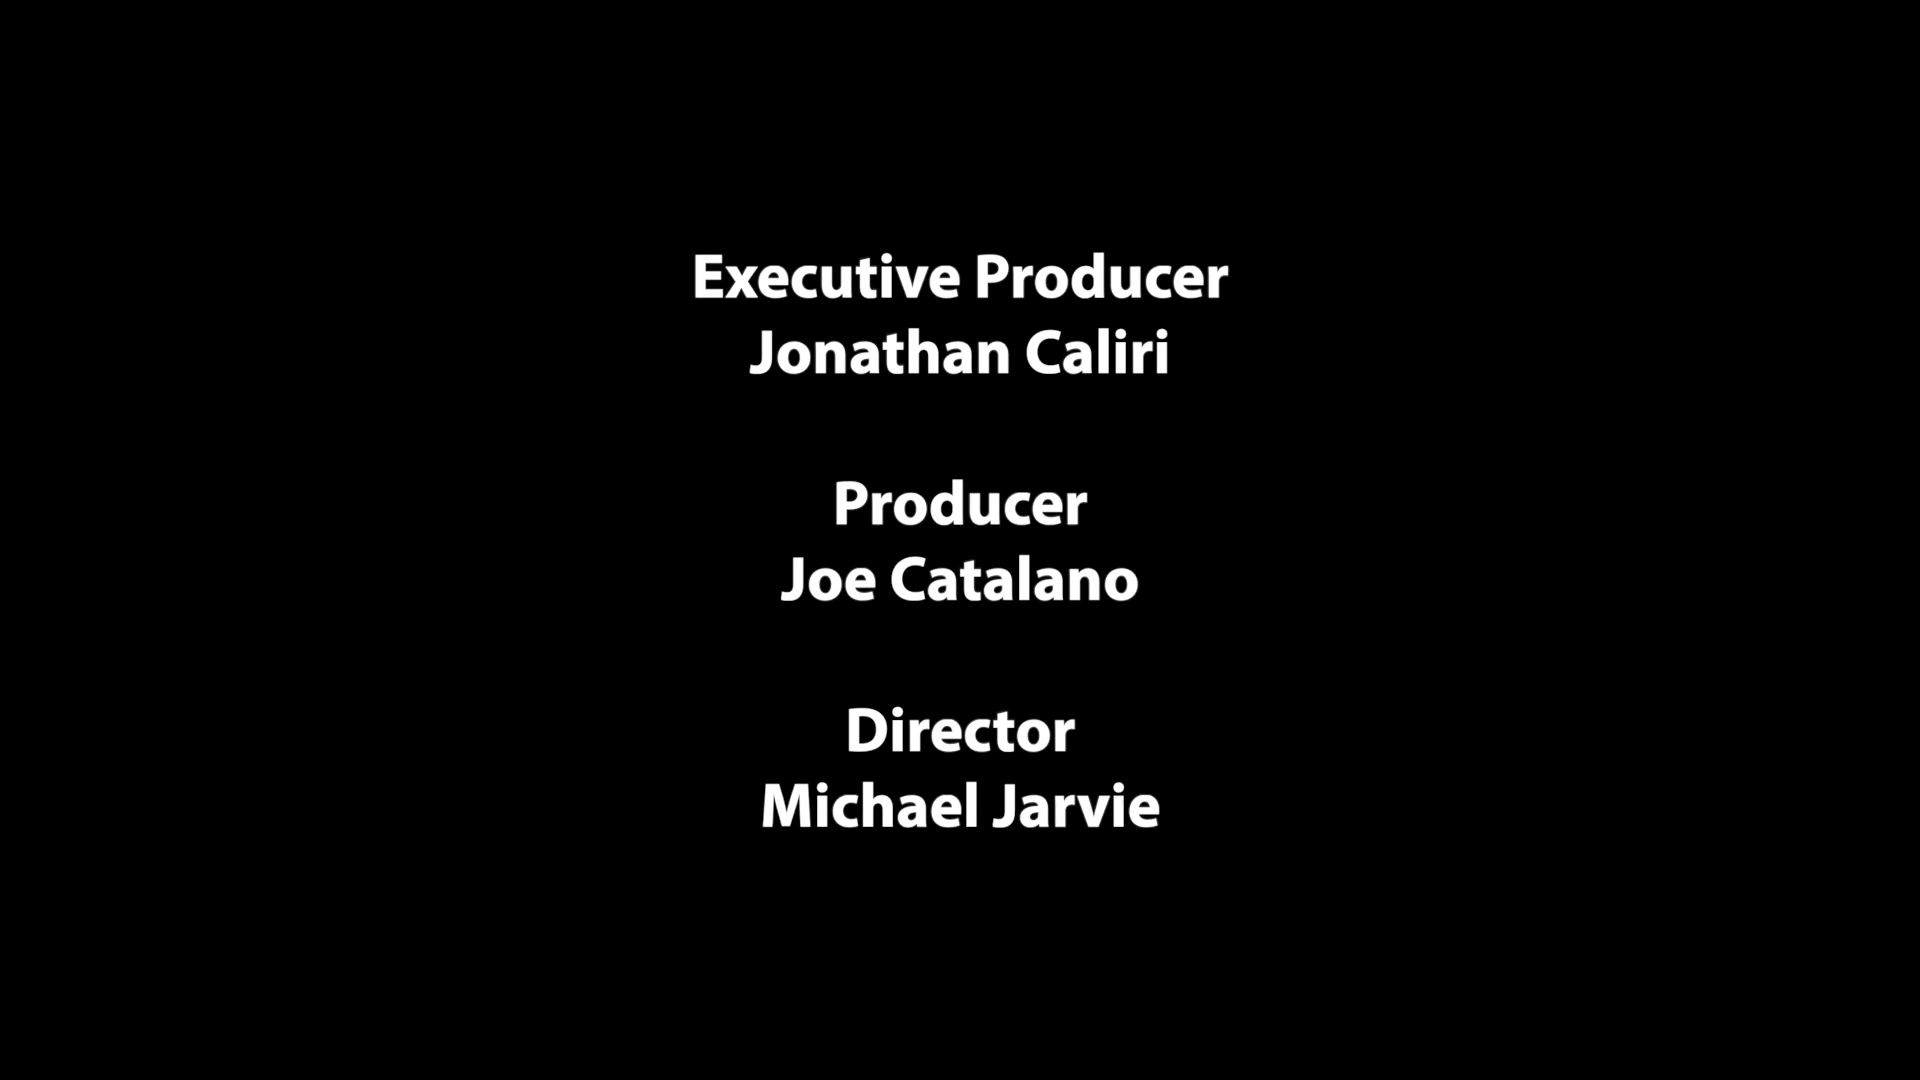 Executive Producer
Jonathan Caliri
Producer
Joe Catalano
Director
Michael Jarvie